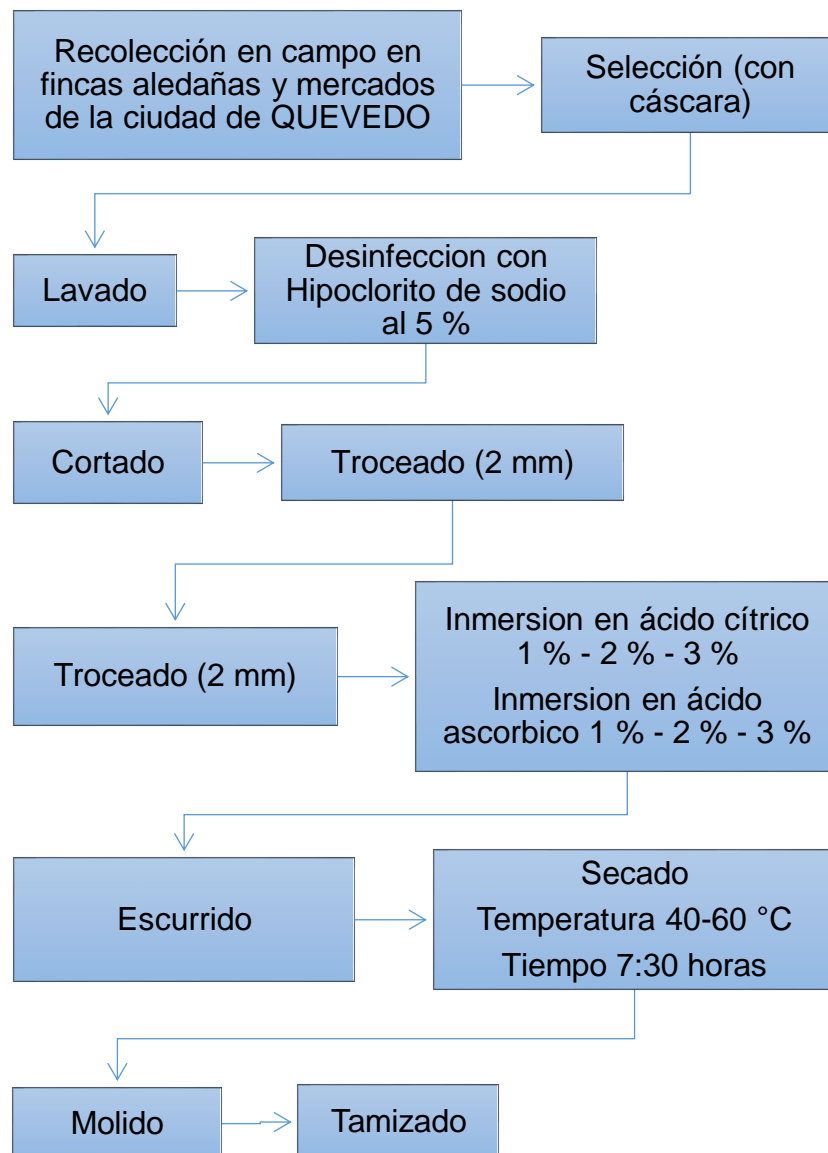 Recolección en campo en
fincas aledañas y mercados
de la ciudad de QUEVEDO
Selección (con
cáscara)
Lavado
Desinfeccion con
Hipoclorito de sodio
al 5 %
Cortado
Troceado (2 mm)
Troceado (2 mm)
Inmersion en ácido cítrico
1 % - 2 % - 3 %
Inmersion en ácido
ascorbico 1 % - 2 % - 3 %
Escurrido
Secado
Temperatura 40-60 °C
Tiempo 7:30 horas
Molido
Tamizado